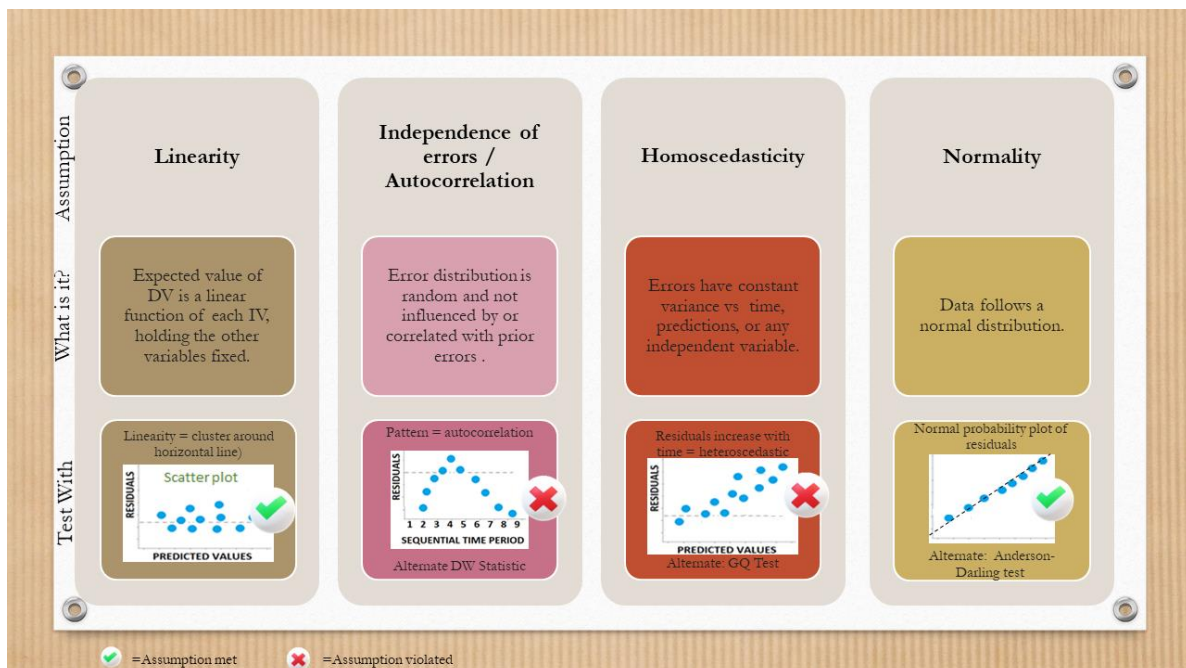 Assumption
Linearity
Independence of
errors /
Autocorrelation
Homoscedasticity
Normality
What is it?
Expected value of
DV is a linear
function of each IV,
holding the other
variables fixed.
Error distribution is
random and not
influenced by or
correlated with prior
errors .
Errors have constant
variance vs time,
predictions, or any
independent variable.
Data follows a
normal distribution.
Test With
Linearity = cluster around
horizontal line)
Scatter plot
RESIDUALS
PREDICTED VALUES
Pattern = autocorrelation
RESIDUALS
1 2 3 4 5 6 7 8 9
SEQUENTIAL TIME PERIOD
Alternate DW Statistic
Residuals increase with
time = heteroscedastic
RESIDUALS
PREDICTED VALUES
Alternate: GQ Test
Normal probability plot of
residuals
Alternate: Anderson-
Darling test
=Assumption met
=Assumption violated